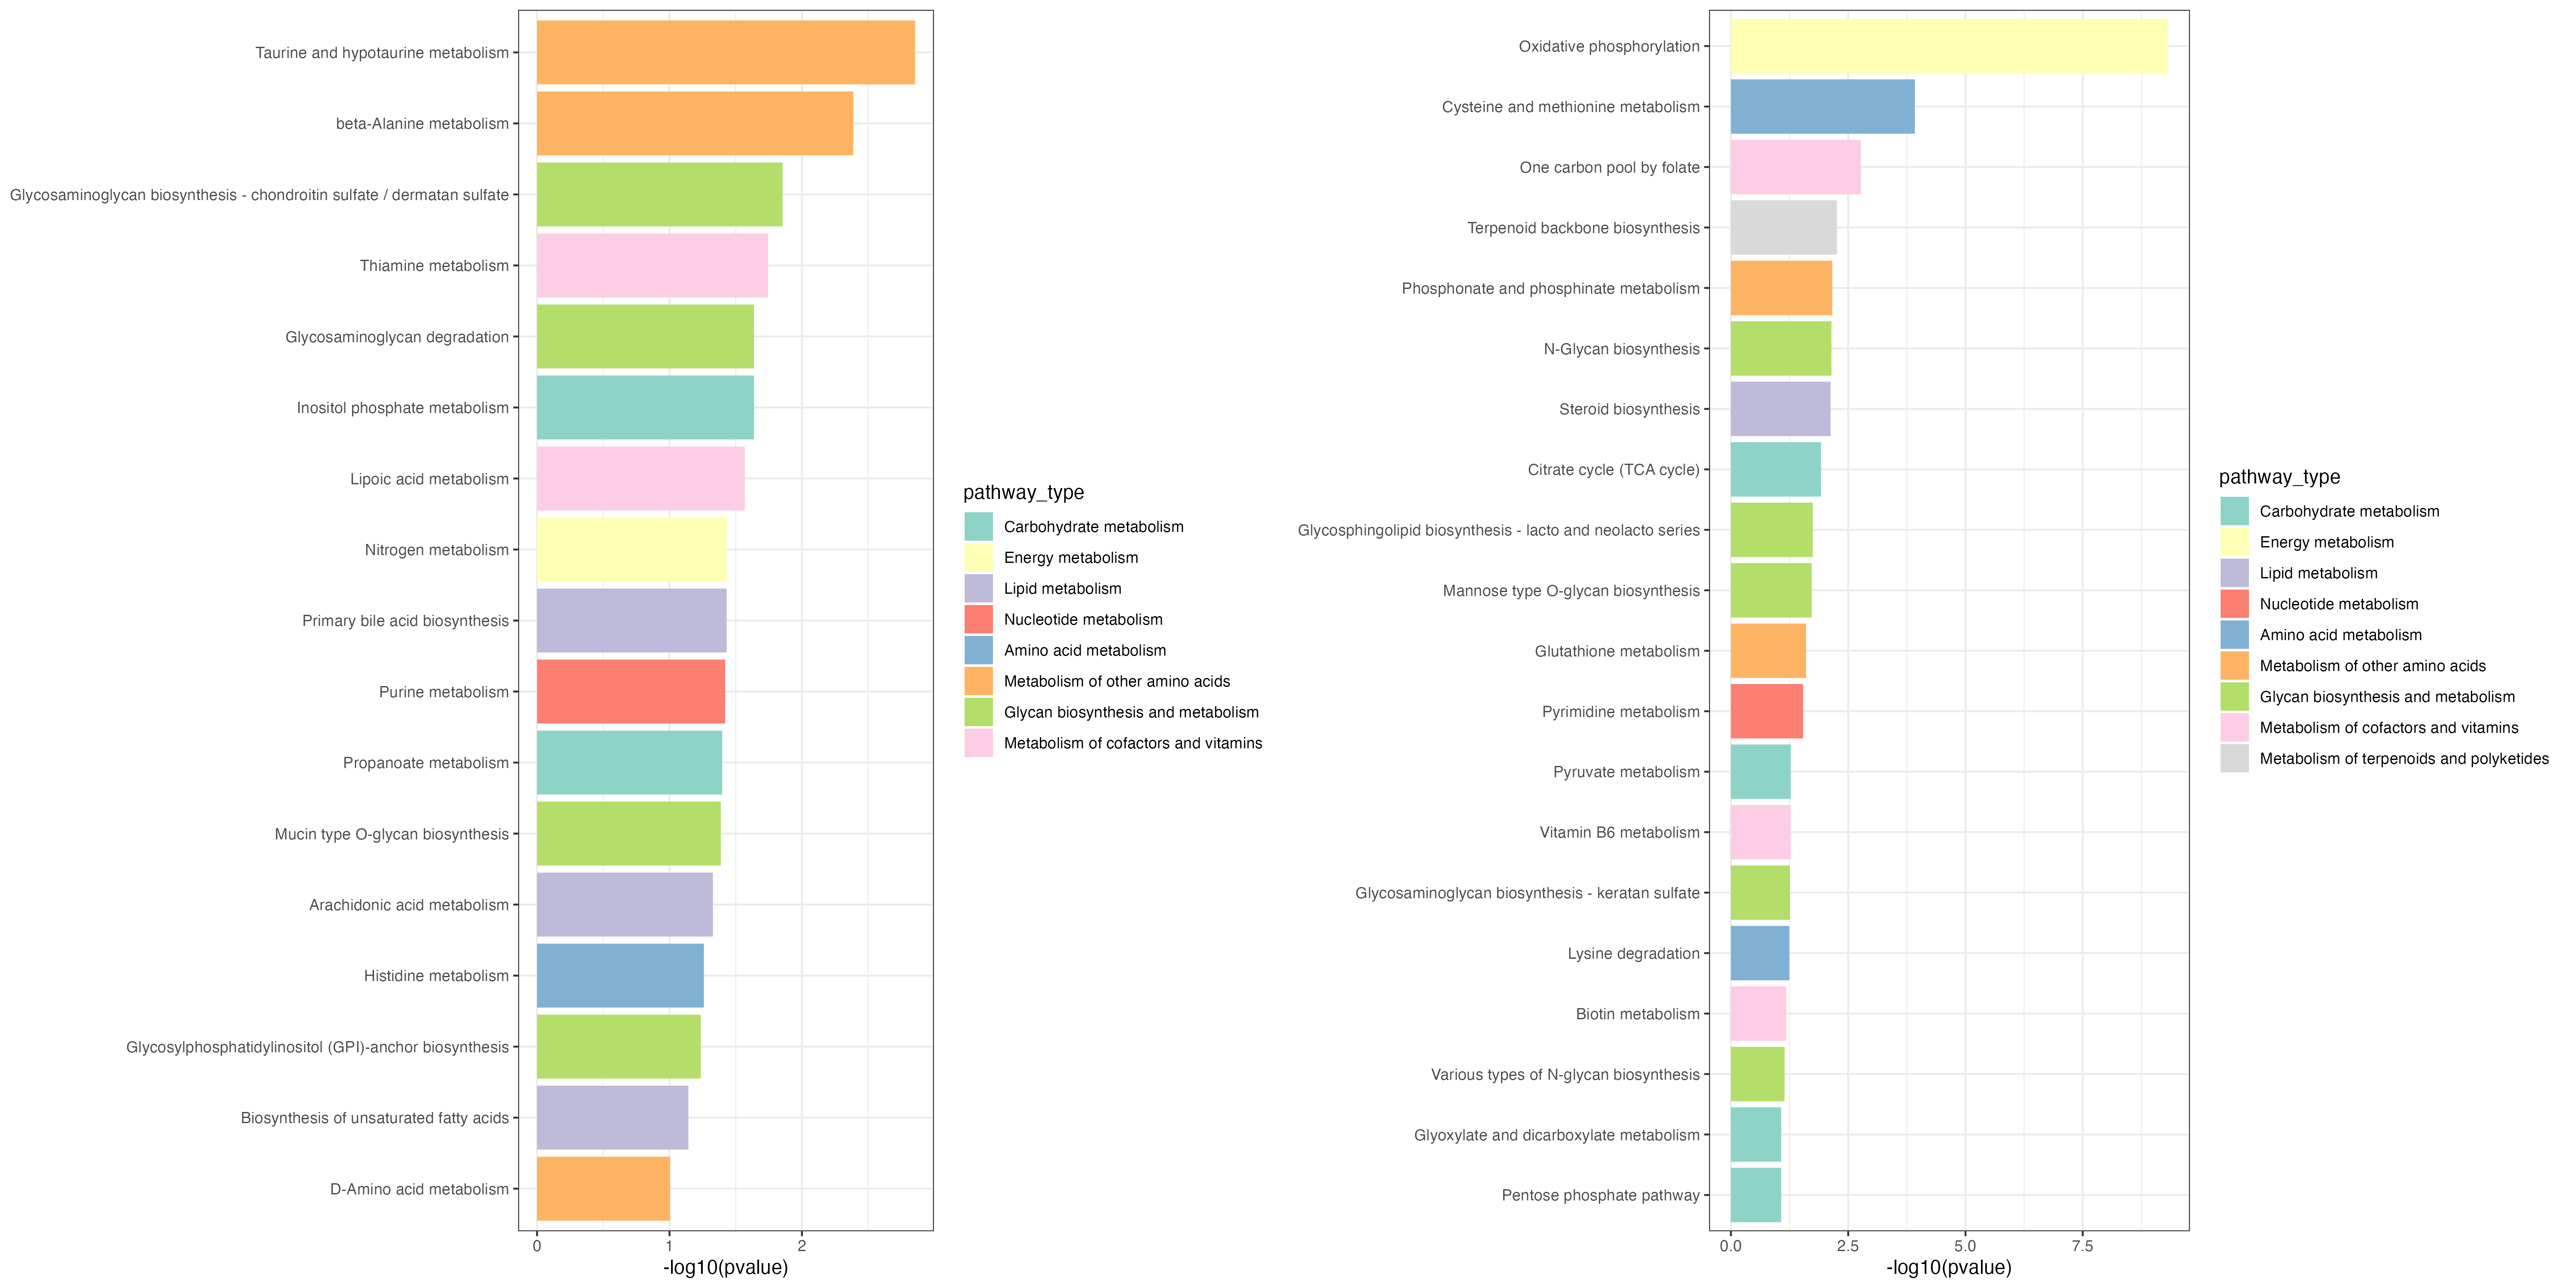 Taurine and hypotaurine metabolism
beta-Alanine metabolism
Glycosaminoglycan biosynthesis - chondroitin sulfate / dermatan sulfate
Thiamine metabolism
Glycosaminoglycan degradation
Inositol phosphate metabolism
Lipoic acid metabolism
Nitrogen metabolism
Primary bile acid biosynthesis
Purine metabolism
Propanoate metabolism
Mucin type O-glycan biosynthesis
Arachidonic acid metabolism
Histidine metabolism
Glycosylphosphatidylinositol (GPI)-anchor biosynthesis
Biosynthesis of unsaturated fatty acids
D-Amino acid metabolism
0 1 2
-log10(pvalue)
pathway_type
Carbohydrate metabolism
Energy metabolism
Lipid metabolism
Nucleotide metabolism
Amino acid metabolism
Metabolism of other amino acids
Glycan biosynthesis and metabolism
Metabolism of cofactors and vitamins
Oxidative phosphorylation
Cysteine and methionine metabolism
One carbon pool by folate
Terpenoid backbone biosynthesis
Phosphonate and phosphinate metabolism
N-Glycan biosynthesis
Steroid biosynthesis
Citrate cycle (TCA cycle)
Glycosphingolipid biosynthesis - lacto and neolacto series
Mannose type O-glycan biosynthesis
Glutathione metabolism
Pyrimidine metabolism
Pyruvate metabolism
Vitamin B6 metabolism
Glycosaminoglycan biosynthesis - keratan sulfate
Lysine degradation
Biotin metabolism
Various types of N-glycan biosynthesis
Glyoxylate and dicarboxylate metabolism
Pentose phosphate pathway
0.0 2.5 5.0 7.5
-log10(pvalue)
pathway_type
Carbohydrate metabolism
Energy metabolism
Lipid metabolism
Nucleotide metabolism
Amino acid metabolism
Metabolism of other amino acids
Glycan biosynthesis and metabolism
Metabolism of cofactors and vitamins
Metabolism of terpenoids and polyketides